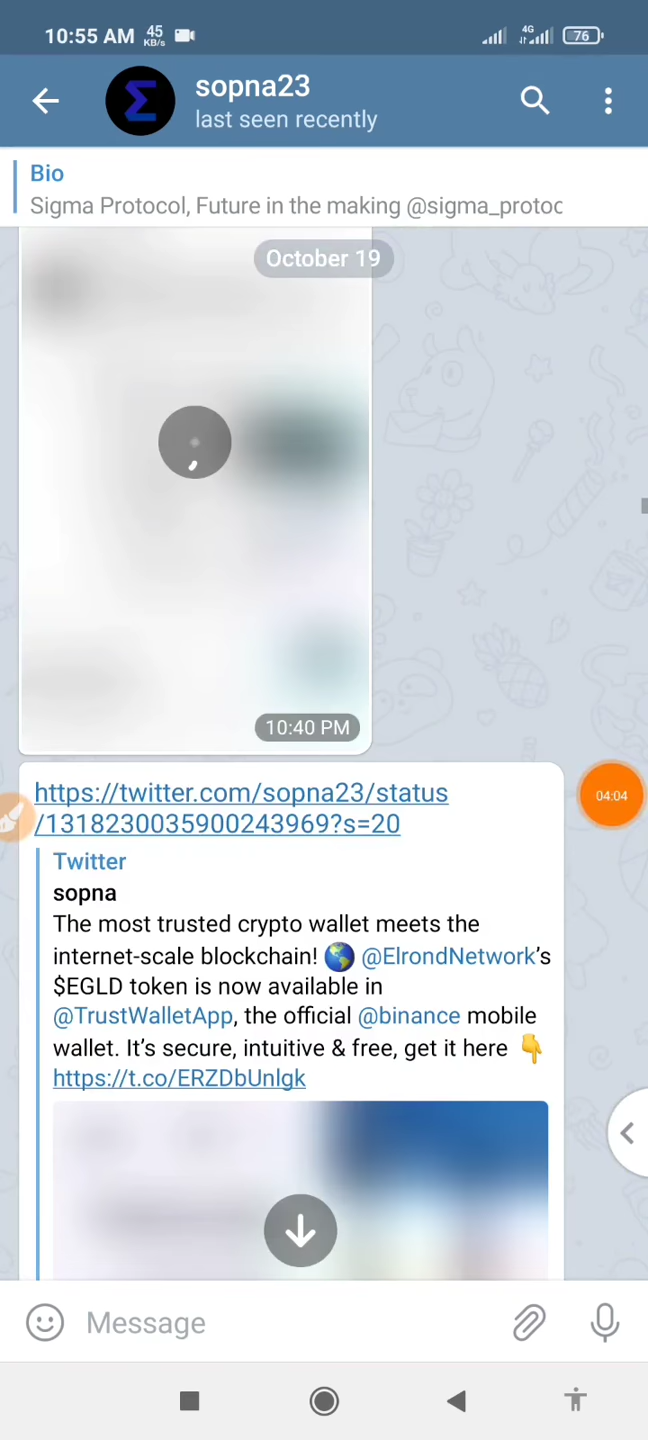 10:55 AM 45 KB/s 4G 76
sopna23
last seen recently
Bio
Sigma Protocol, Future in the making @sigma_protoc
October 19
10:40 PM
https://twitter.com/sopna23/status
/1318230035900243969?s=20
04:04
Twitter
sopna
The most trusted crypto wallet meets the
internet-scale blockchain! 🌎 @ElrondNetwork’s
$EGLD token is now available in
@TrustWalletApp, the official @binance mobile
wallet. It’s secure, intuitive & free, get it here 👇
https://t.co/ERZDbUnlgk
Message